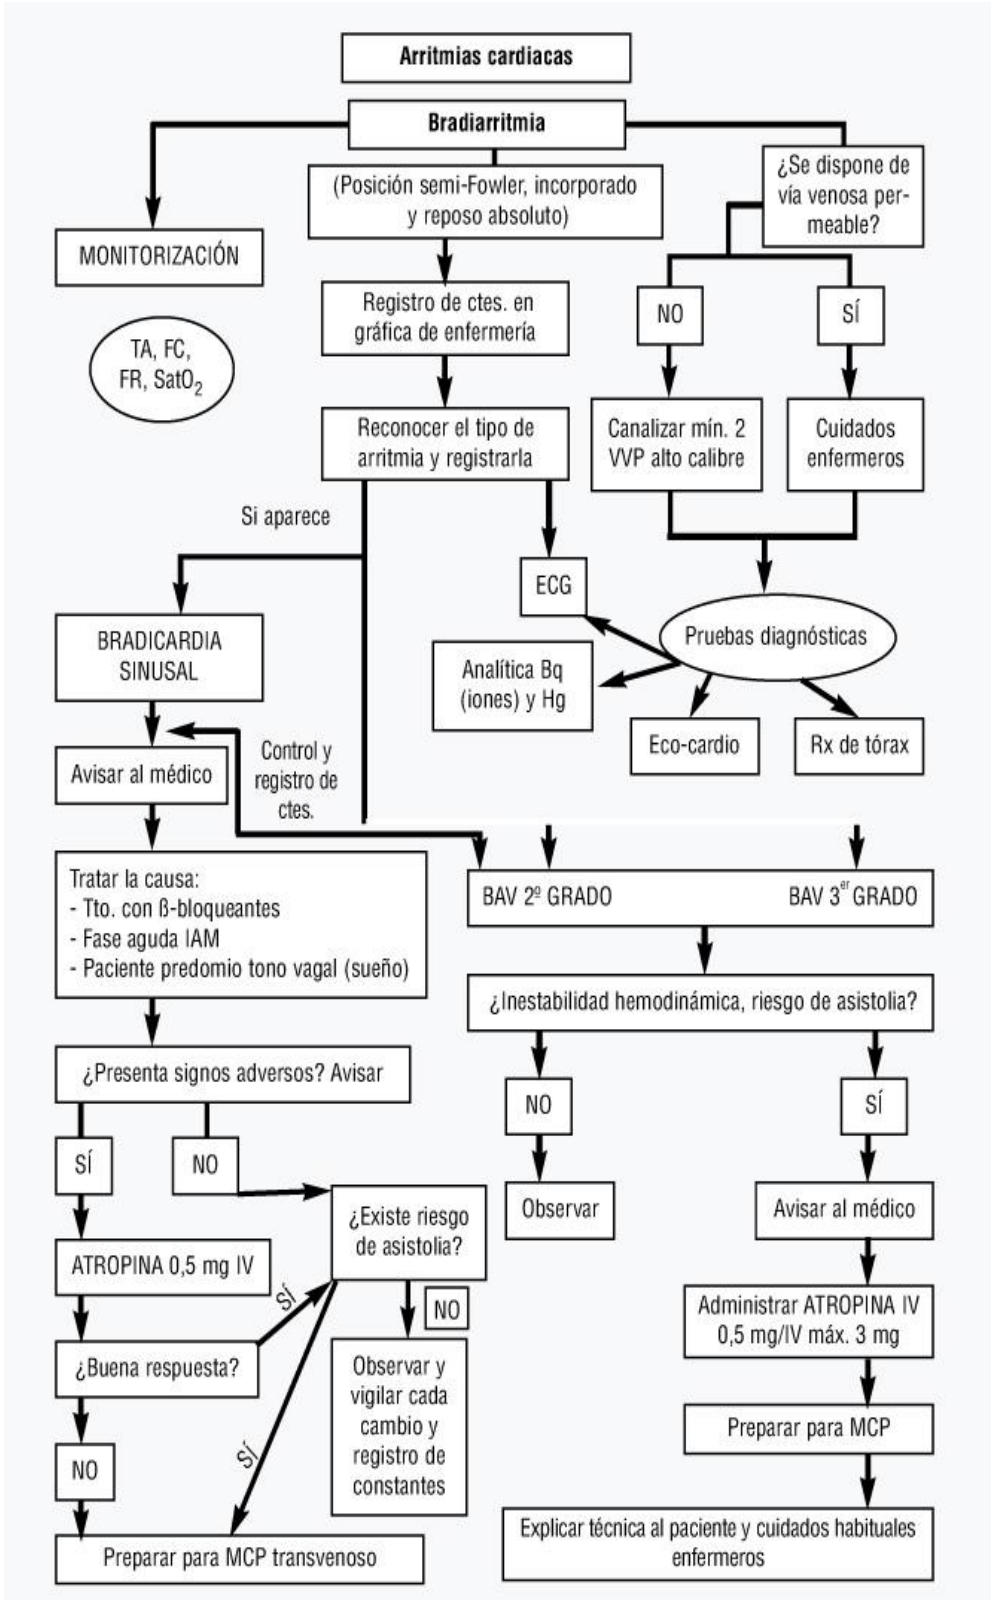 Arritmias cardiacas
Bradiarritmia
(Posición semi-Fowler, incorporado
y reposo absoluto)
¿Se dispone de
vía venosa per-
meable?
MONITORIZACIÓN
TA, FC,
FR, SatO2
Registro de ctes. en
gráfica de enfermería
NO
SÍ
Reconocer el tipo de
arritmia y registrarla
Canalizar mín. 2
VVP alto calibre
Cuidados
enfermeros
Si aparece
ECG
Pruebas diagnósticas
BRADICARDIA
SINUSAL
Analítica Bq
(iones) y Hg
Eco-cardio
Rx de tórax
Avisar al médico
Control y
registro de
ctes.
Tratar la causa:
- Tto. con ß-bloqueantes
- Fase aguda IAM
- Paciente predomio tono vagal (sueño)
BAV 2º GRADO
BAV 3er GRADO
¿Inestabilidad hemodinámica, riesgo de asistolia?
¿Presenta signos adversos? Avisar
NO
SÍ
SÍ
NO
Observar
Avisar al médico
¿Existe riesgo
de asistolia?
ATROPINA 0,5 mg IV
SÍ
NO
Administrar ATROPINA IV
0,5 mg/IV máx. 3 mg
¿Buena respuesta?
Observar y
vigilar cada
cambio y
registro de
constantes
Preparar para MCP
SÍ
NO
Explicar técnica al paciente y cuidados habituales
enfermeros
Preparar para MCP transvenoso